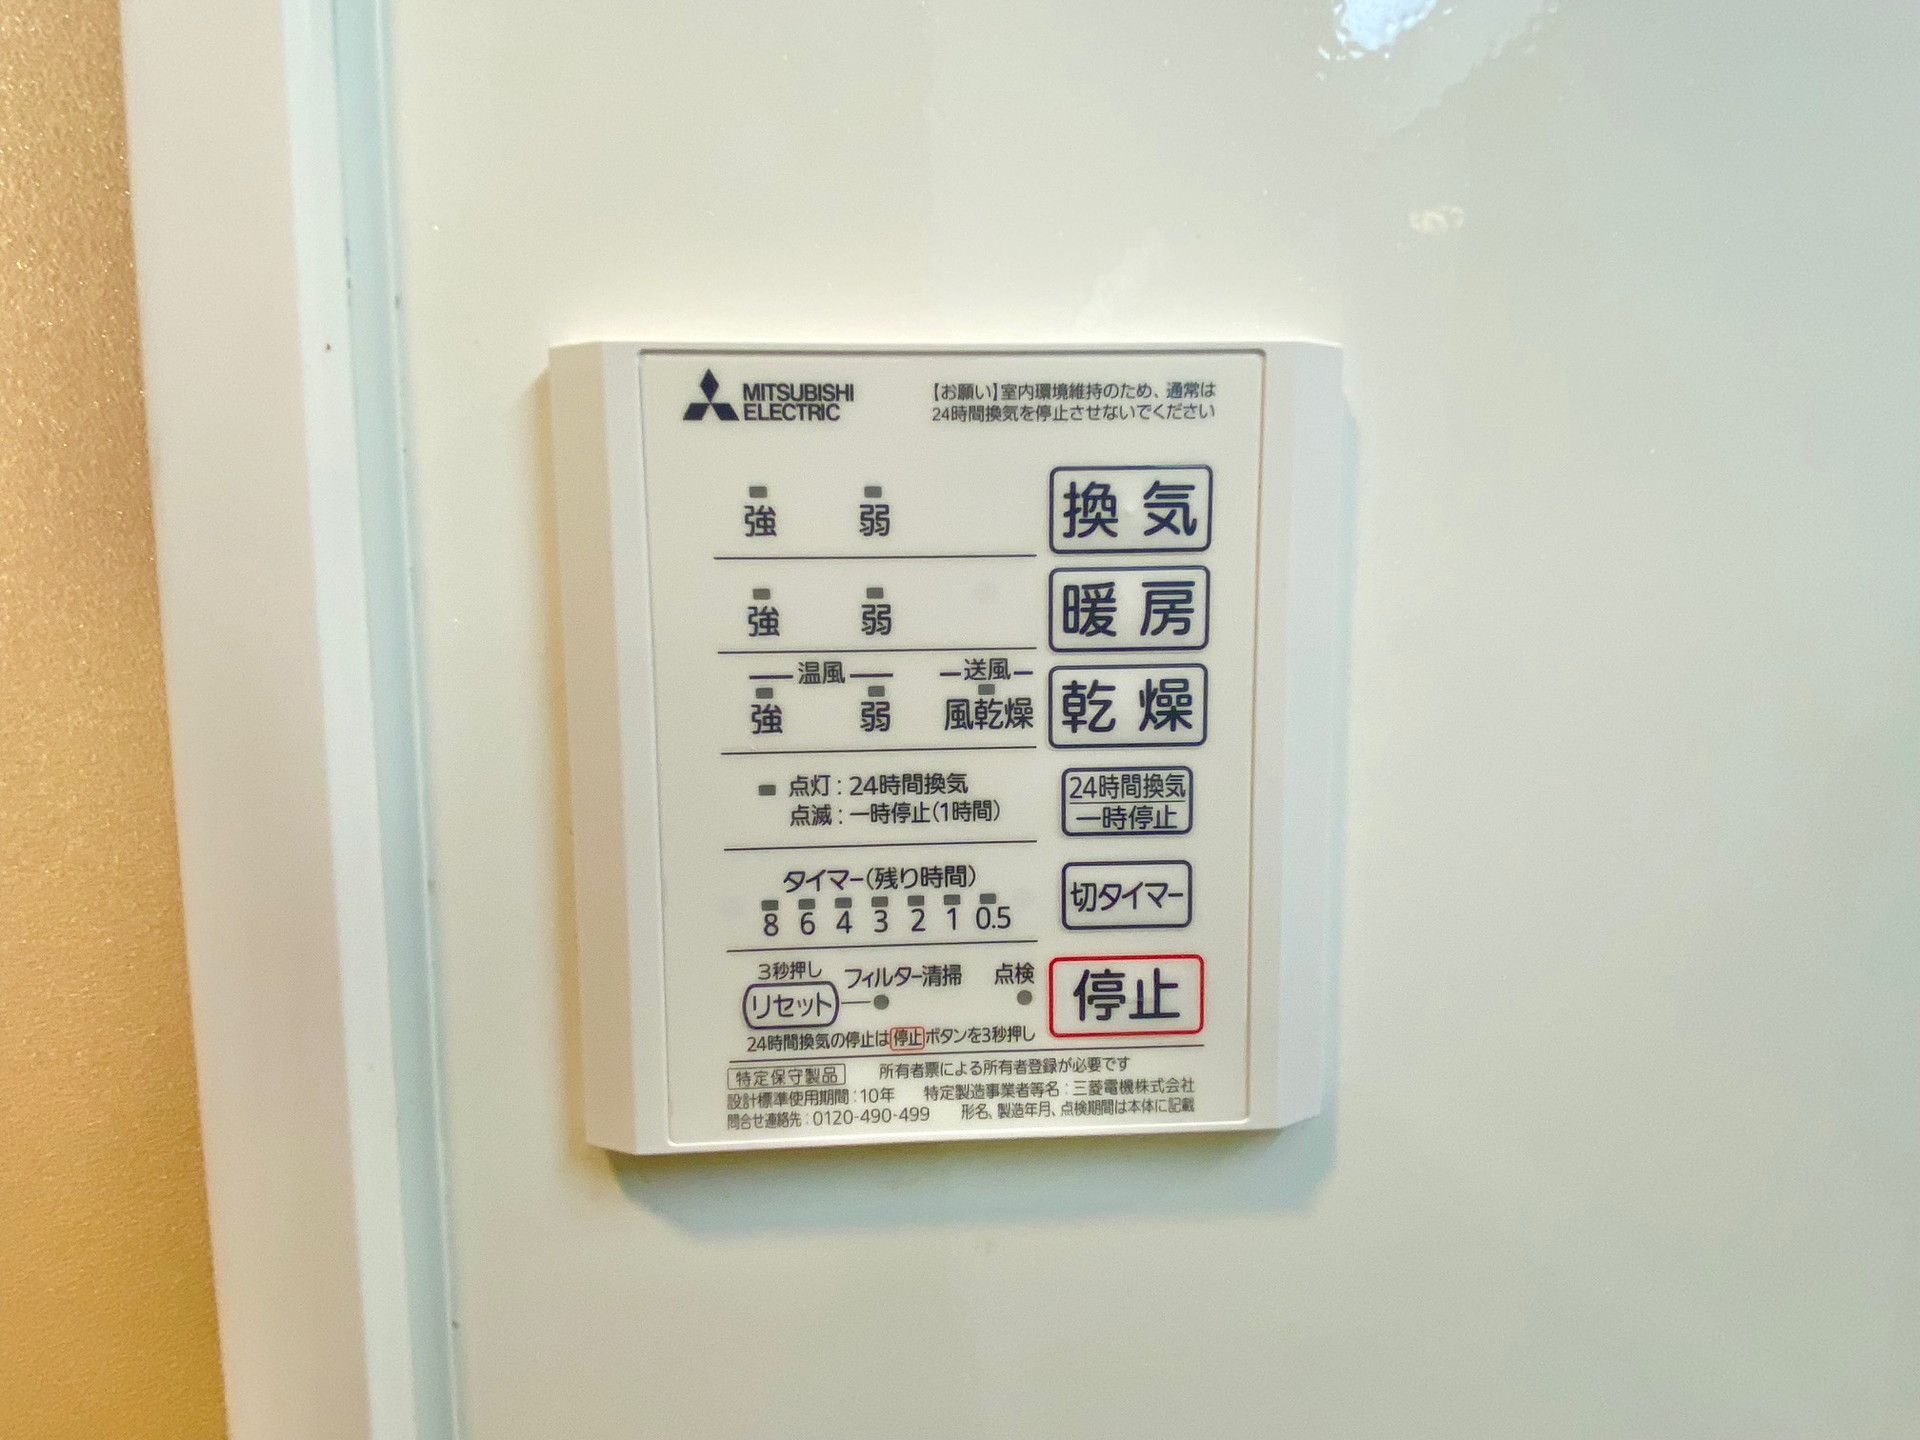 MITSUBISHI
ELECTRIC
【お願い】室内環境維持のため、通常は
24時間換気を停止させないでください
強 弱 換気
強 弱 暖房
温風 送風
強 弱 風乾燥 乾燥
点灯：24時間換気
点滅：一時停止(1時間)
24時間換気
一時停止
タイマー(残り時間)
8 6 4 3 2 1 0.5
切タイマー
3秒押し フィルター清掃 点検
リセット
停止
24時間換気の停止は停止ボタンを3秒押し
特定保守製品 所有者票による所有者登録が必要です
設計標準使用期間：10年 特定製造事業者等名：三菱電機株式会社
問合せ連絡先：0120-490-499 形名、製造年月、点検期間は本体に記載